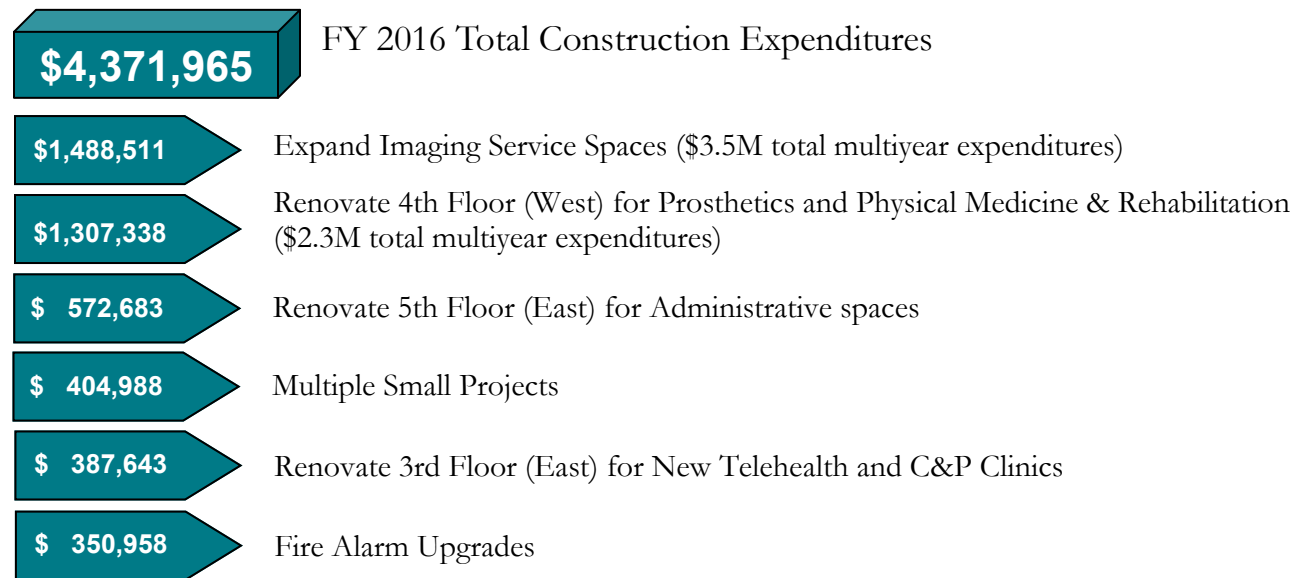 $4,371,965
FY 2016 Total Construction Expenditures
$1,488,511
Expand Imaging Service Spaces ($3.5M total multiyear expenditures)
$1,307,338
Renovate 4th Floor (West) for Prosthetics and Physical Medicine & Rehabilitation
($2.3M total multiyear expenditures)
$ 572,683
Renovate 5th Floor (East) for Administrative spaces
$ 404,988
Multiple Small Projects
$ 387,643
Renovate 3rd Floor (East) for New Telehealth and C&P Clinics
$ 350,958
Fire Alarm Upgrades